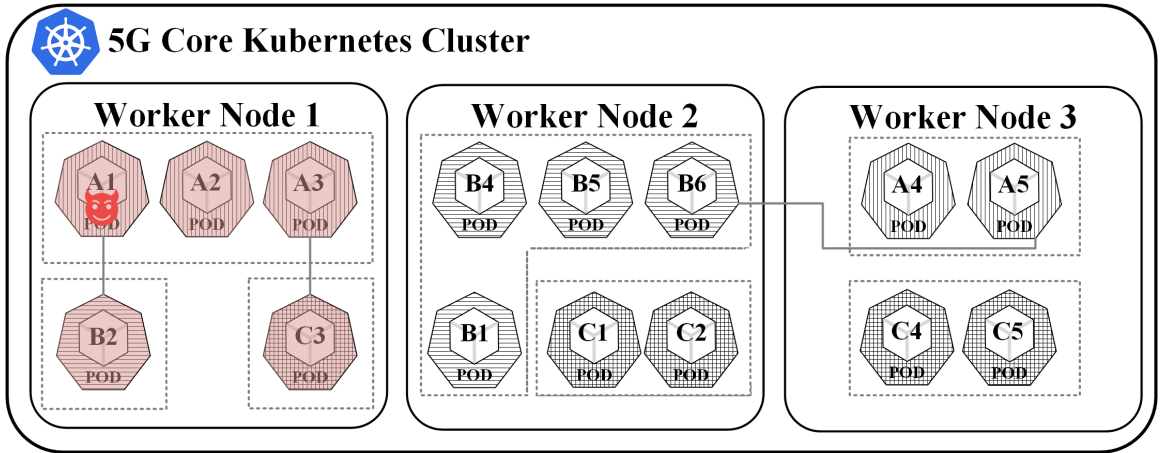 5G Core Kubernetes Cluster
Worker Node 1
A1
POD
A2
POD
A3
POD
B2
POD
C3
POD
Worker Node 2
B4
POD
B5
POD
B6
POD
B1
POD
C1
POD
C2
POD
Worker Node 3
A4
POD
A5
POD
C4
POD
C5
POD